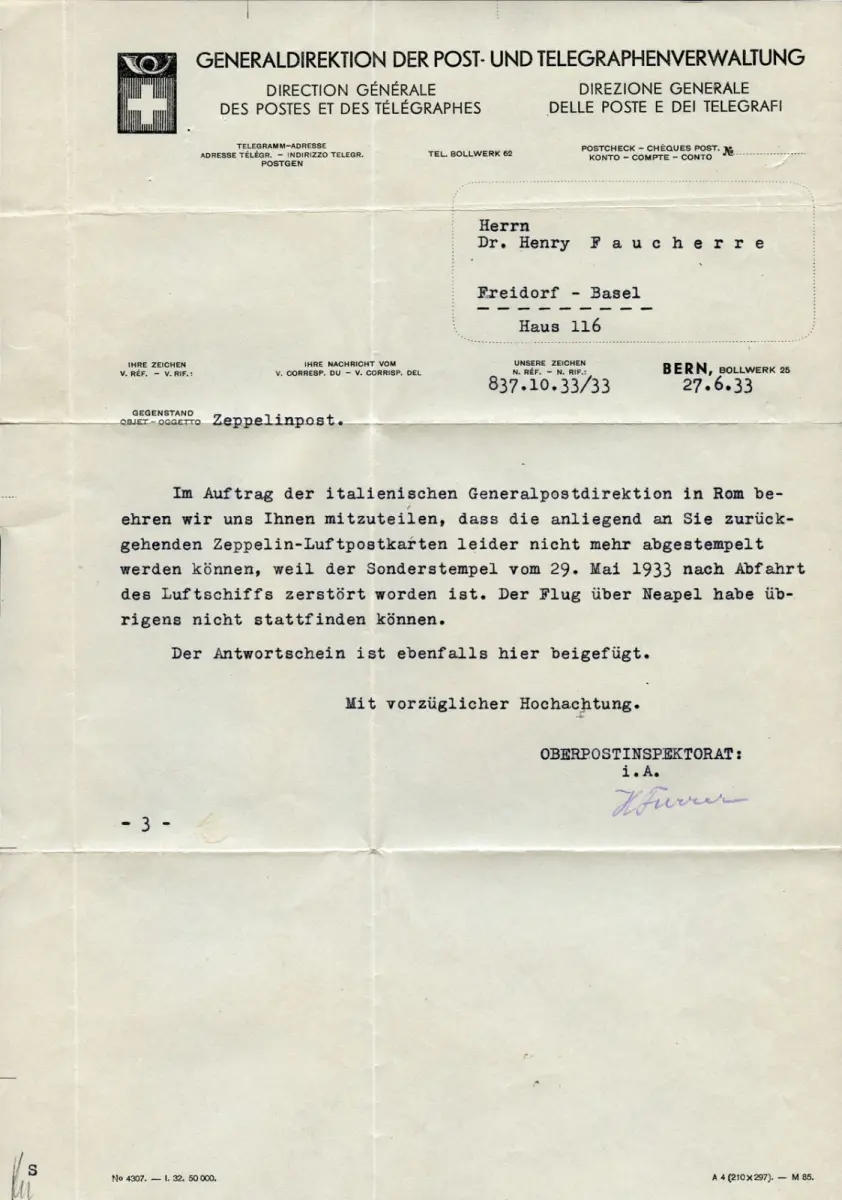 GENERALDIREKTION DER POST- UND TELEGRAPHENVERWALTUNG
DIRECTION GÉNÉRALE
DES POSTES ET DES TÉLÉGRAPHES
DIREZIONE GENERALE
DELLE POSTE E DEI TELEGRAFI
TELEGRAMM-ADRESSE
ADRESSE TÉLÉGR. – INDIRIZZO TELEGR.
POSTGEN
TEL. BOLLWERK 62
POSTCHECK – CHÈQUES POST. №
KONTO – COMPTE – CONTO
Herrn
Dr. Henry F a u c h e r r e
Freidorf - Basel
Haus 116
IHRE ZEICHEN
V. RÉF. – V. RIF.:
IHRE NACHRICHT VOM
V. CORRESP. DU – V. CORRISP. DEL
UNSERE ZEICHEN
N. RÉF. – N. RIF.:
837.10.33/33
BERN, BOLLWERK 25
27.6.33
GEGENSTAND
OBJET – OGGETTO Zeppelinpost.
Im Auftrag der italienischen Generalpostdirektion in Rom be-
ehren wir uns Ihnen mitzuteilen, dass die anliegend an Sie zurück-
gehenden Zeppelin-Luftpostkarten leider nicht mehr abgestempelt
werden können, weil der Sonderstempel vom 29. Mai 1933 nach Abfahrt
des Luftschiffs zerstört worden ist. Der Flug über Neapel habe üb-
rigens nicht stattfinden können.
Der Antwortschein ist ebenfalls hier beigefügt.
Mit vorzüglicher Hochachtung.
OBERPOSTINSPEKTORAT:
i.A.
H Furrer
- 3 -
S
No 4307. — I. 32. 50 000.
A 4 (210×297). — M 85.